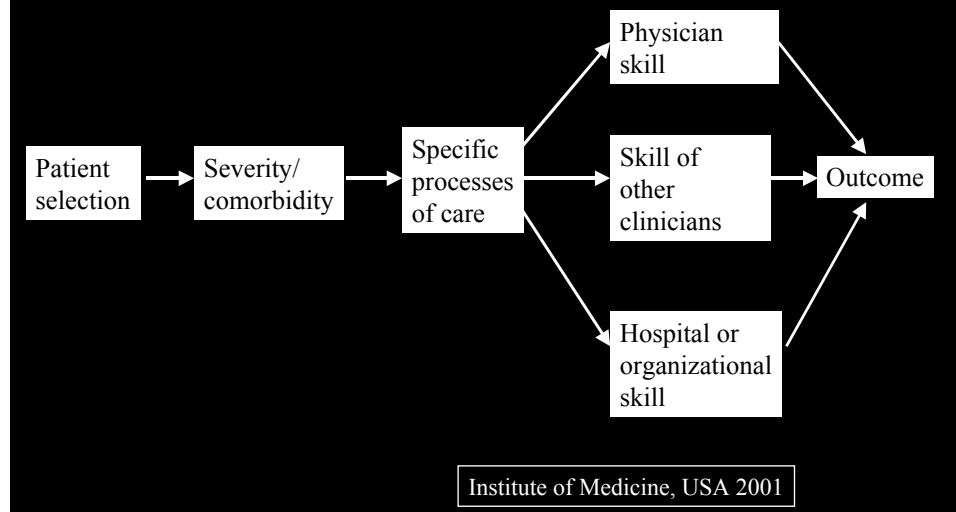 Patient
selection
Severity/
comorbidity
Specific
processes
of care
Physician
skill
Skill of
other
clinicians
Hospital or
organizational
skill
Outcome
Institute of Medicine, USA 2001